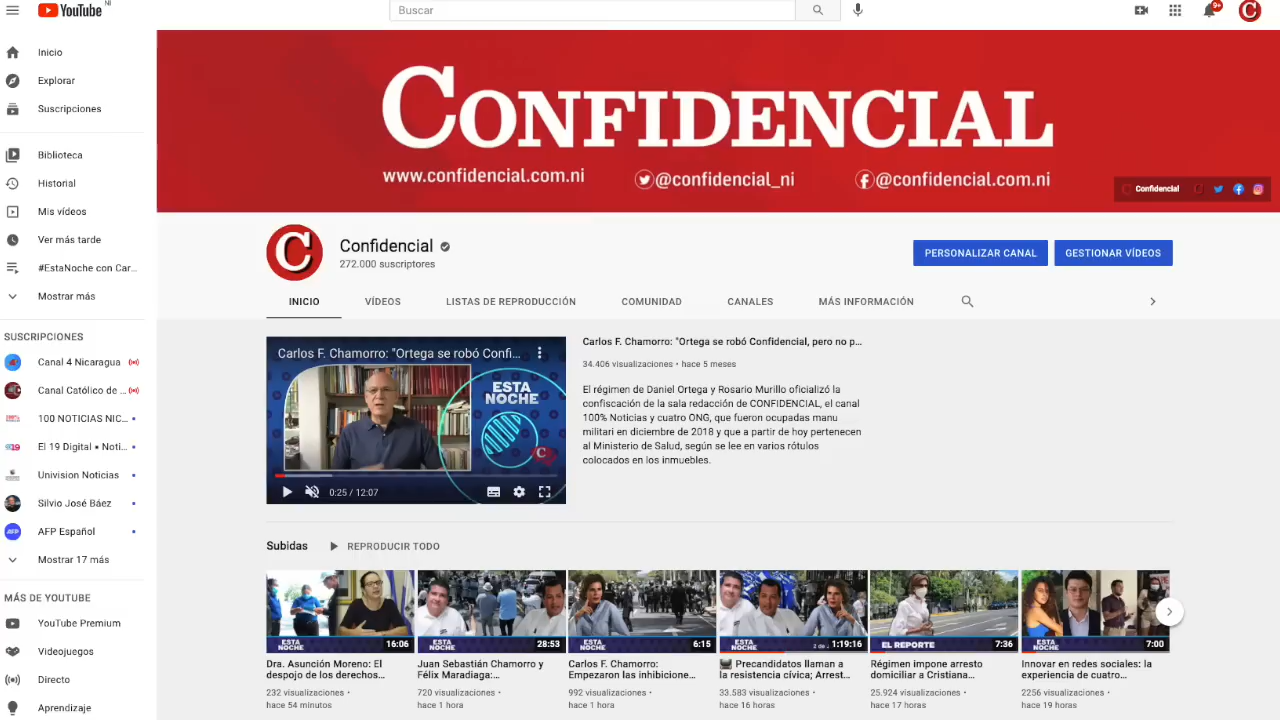 YouTube NI
Buscar
9+
C
Inicio
Explorar
Suscripciones
Biblioteca
Historial
Mis vídeos
Ver más tarde
#EstaNoche con Car...
Mostrar más
SUSCRIPCIONES
Canal 4 Nicaragua
Canal Católico de ...
100 NOTICIAS NIC...
El 19 Digital • Noti...
Univision Noticias
Silvio José Báez
AFP Español
Mostrar 17 más
MÁS DE YOUTUBE
YouTube Premium
Videojuegos
Directo
Aprendizaje
CONFIDENCIAL
www.confidencial.com.ni @confidencial_ni @confidencial.com.ni
Confidencial
C
Confidencial
272.000 suscriptores
PERSONALIZAR CANAL GESTIONAR VÍDEOS
INICIO VÍDEOS LISTAS DE REPRODUCCIÓN COMUNIDAD CANALES MÁS INFORMACIÓN
Carlos F. Chamorro: "Ortega se robó Confi...
ESTA
NOCHE
0:25 / 12:07
Carlos F. Chamorro: "Ortega se robó Confidencial, pero no p...
34.406 visualizaciones • hace 5 meses
El régimen de Daniel Ortega y Rosario Murillo oficializó la
confiscación de la sala redacción de CONFIDENCIAL, el canal
100% Noticias y cuatro ONG, que fueron ocupadas manu
militari en diciembre de 2018 y que a partir de hoy pertenecen
al Ministerio de Salud, según se lee en varios rótulos
colocados en los inmuebles.
Subidas REPRODUCIR TODO
ESTA NOCHE 16:06
Dra. Asunción Moreno: El
despojo de los derechos...
232 visualizaciones •
hace 54 minutos
ESTA NOCHE 28:53
Juan Sebastián Chamorro y
Félix Maradiaga:...
720 visualizaciones •
hace 1 hora
ESTA NOCHE 6:15
Carlos F. Chamorro:
Empezaron las inhibicione...
992 visualizaciones •
hace 1 hora
ESTA NOCHE 1:19:16
Precandidatos llaman a
la resistencia cívica; Arrest...
33.583 visualizaciones •
hace 16 horas
EL REPORTE 7:36
Régimen impone arresto
domiciliar a Cristiana...
25.924 visualizaciones •
hace 17 horas
ESTA NOCHE 7:00
Innovar en redes sociales: la
experiencia de cuatro...
2256 visualizaciones •
hace 19 horas